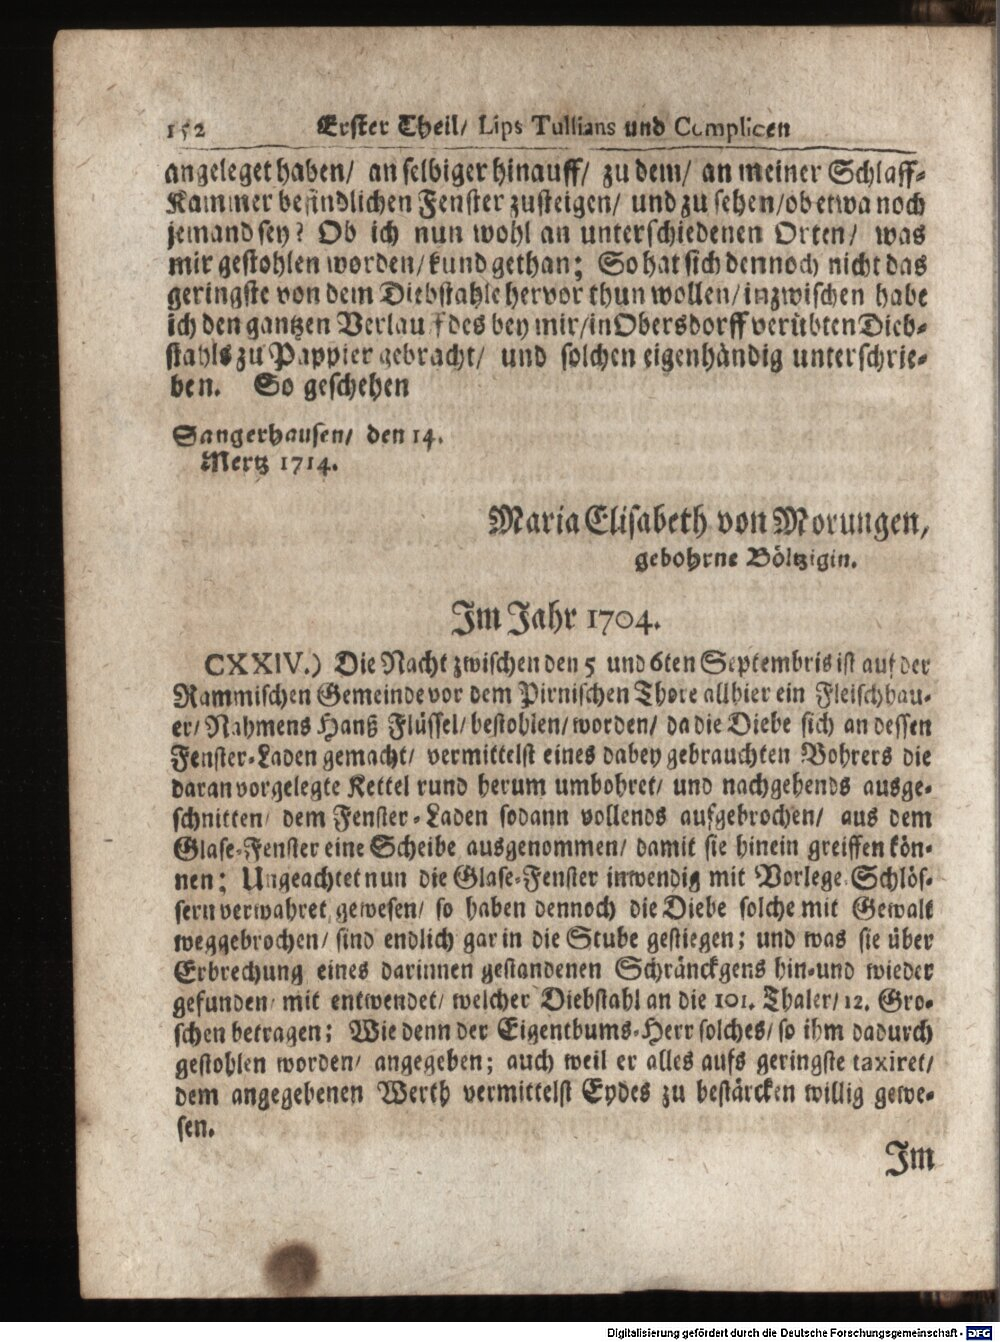 152 Erster Theil/ Lips Tullians und Complicen
angeleget haben/ an selbiger hinauff/ zu dem/ an meiner Schlaff-
Kammer befindlichen Fenster zusteigen/ und zu sehen/ ob etwa noch
jemand sey? Ob ich nun wohl an unterschiedenen Orten/ was
mir gestohlen worden/ kund gethan; So hat sich dennoch nicht das
geringste von dem Diebstahle hervor thun wollen/ inzwischen habe
ich den gantzen Verlauf des bey mir/ in Obersdorff verübten Dieb-
stahls zu Pappier gebracht/ und solchen eigenhändig unterschrie-
ben. So geschehen
Sangerhausen/ den 14.
Mertz 1714.
Maria Elisabeth von Morungen,
gebohrne Böltzigin.
Im Jahr 1704.
CXXIV.) Die Nacht zwischen den 5 und 6ten Septembris ist auf der
Rammischen Gemeinde vor dem Pirnischen Thore allhier ein Fleischhau-
er/ Nahmens Hanß Flüssel/ bestohlen/ worden/ da die Diebe sich an dessen
Fenster-Laden gemacht/ vermittelst eines dabey gebrauchten Bohrers die
daran vorgelegte Kettel rund herum umbohret/ und nachgehends ausge-
schnitten/ dem Fenster-Laden sodann vollends aufgebrochen/ aus dem
Glase-Fenster eine Scheibe ausgenommen/ damit sie hinein greiffen kön-
nen; Ungeachtet nun die Glase-Fenster inwendig mit Vorlege-Schlös-
sern verwahret gewesen/ so haben dennoch die Diebe solche mit Gewalt
weggebrochen/ sind endlich gar in die Stube gestiegen; und was sie über
Erbrechung eines darinnen gestandenen Schränckgens hin-und wieder
gefunden/ mit entwendet/ welcher Diebstahl an die 101. Thaler/ 12. Gro-
schen betragen; Wie denn der Eigenthums-Herr solches/ so ihm dadurch
gestohlen worden/ angegeben; auch weil er alles aufs geringste taxiret/
dem angegebenen Werth vermittelst Eydes zu bestärcken willig gewe-
sen.
Im
Digitalisierung gefördert durch die Deutsche Forschungsgemeinschaft - DFG